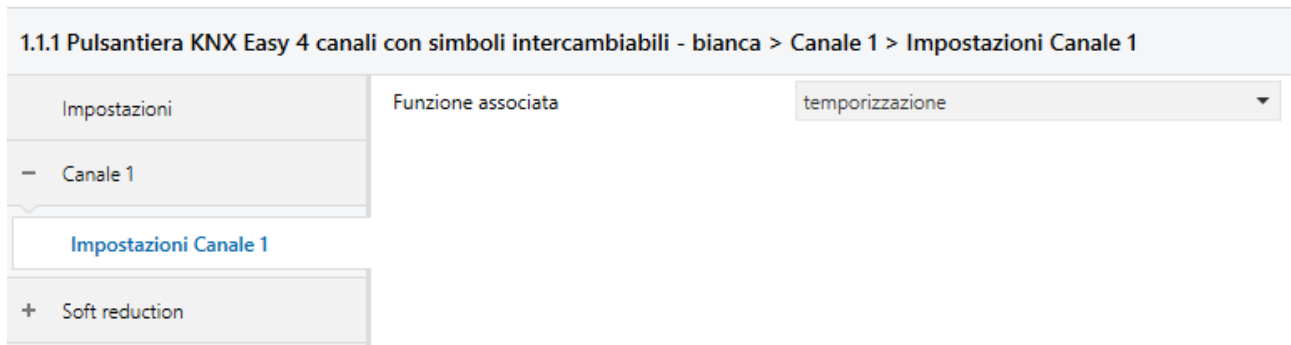 1.1.1 Pulsantiera KNX Easy 4 canali con simboli intercambiabili - bianca > Canale 1 > Impostazioni Canale 1
Impostazioni
Funzione associata temporizzazione
− Canale 1
Impostazioni Canale 1
+ Soft reduction